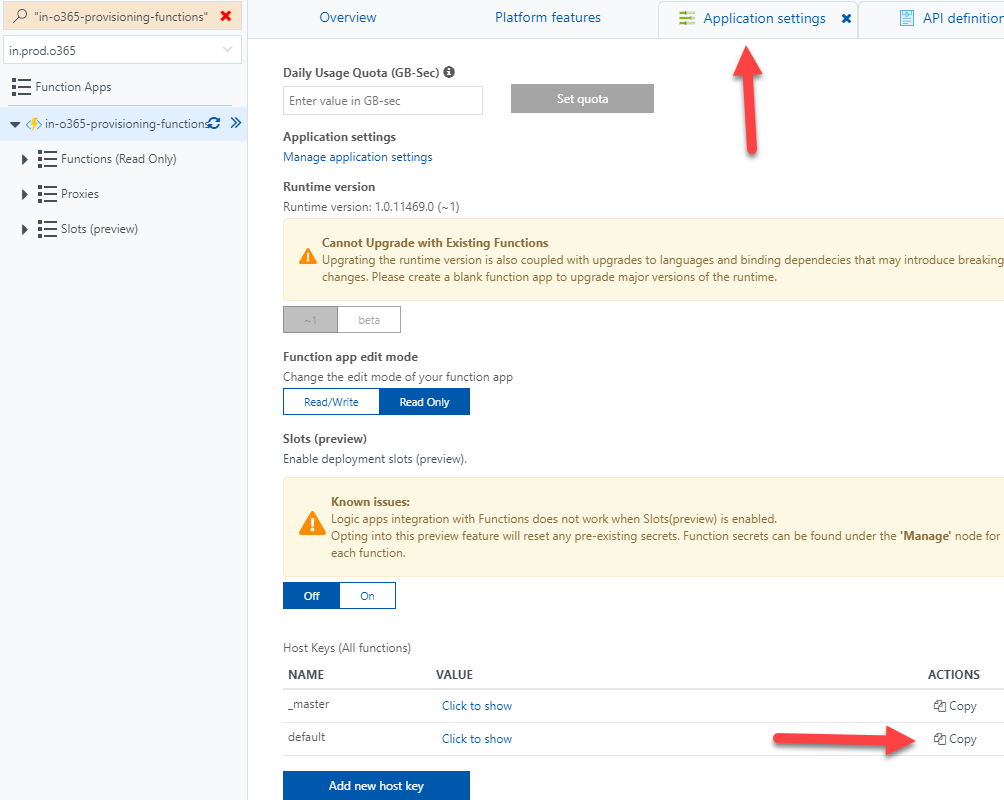 "in-o365-provisioning-functions"
in.prod.o365
Function Apps
in-o365-provisioning-functions
Functions (Read Only)
Proxies
Slots (preview)
Overview
Platform features
Application settings
API definition
Daily Usage Quota (GB-Sec)
Enter value in GB-sec
Set quota
Application settings
Manage application settings
Runtime version
Runtime version: 1.0.11469.0 (~1)
Cannot Upgrade with Existing Functions
Upgrating the runtime version is also coupled with upgrades to languages and binding dependecies that may introduce breaking
changes. Please create a blank function app to upgrade major versions of the runtime.
~1
beta
Function app edit mode
Change the edit mode of your function app
Read/Write
Read Only
Slots (preview)
Enable deployment slots (preview).
Known issues:
Logic apps integration with Functions does not work when Slots(preview) is enabled.
Opting into this preview feature will reset any pre-existing secrets. Function secrets can be found under the 'Manage' node for
each function.
Off
On
Host Keys (All functions)
NAME VALUE ACTIONS
_master Click to show Copy
default Click to show Copy
Add new host key